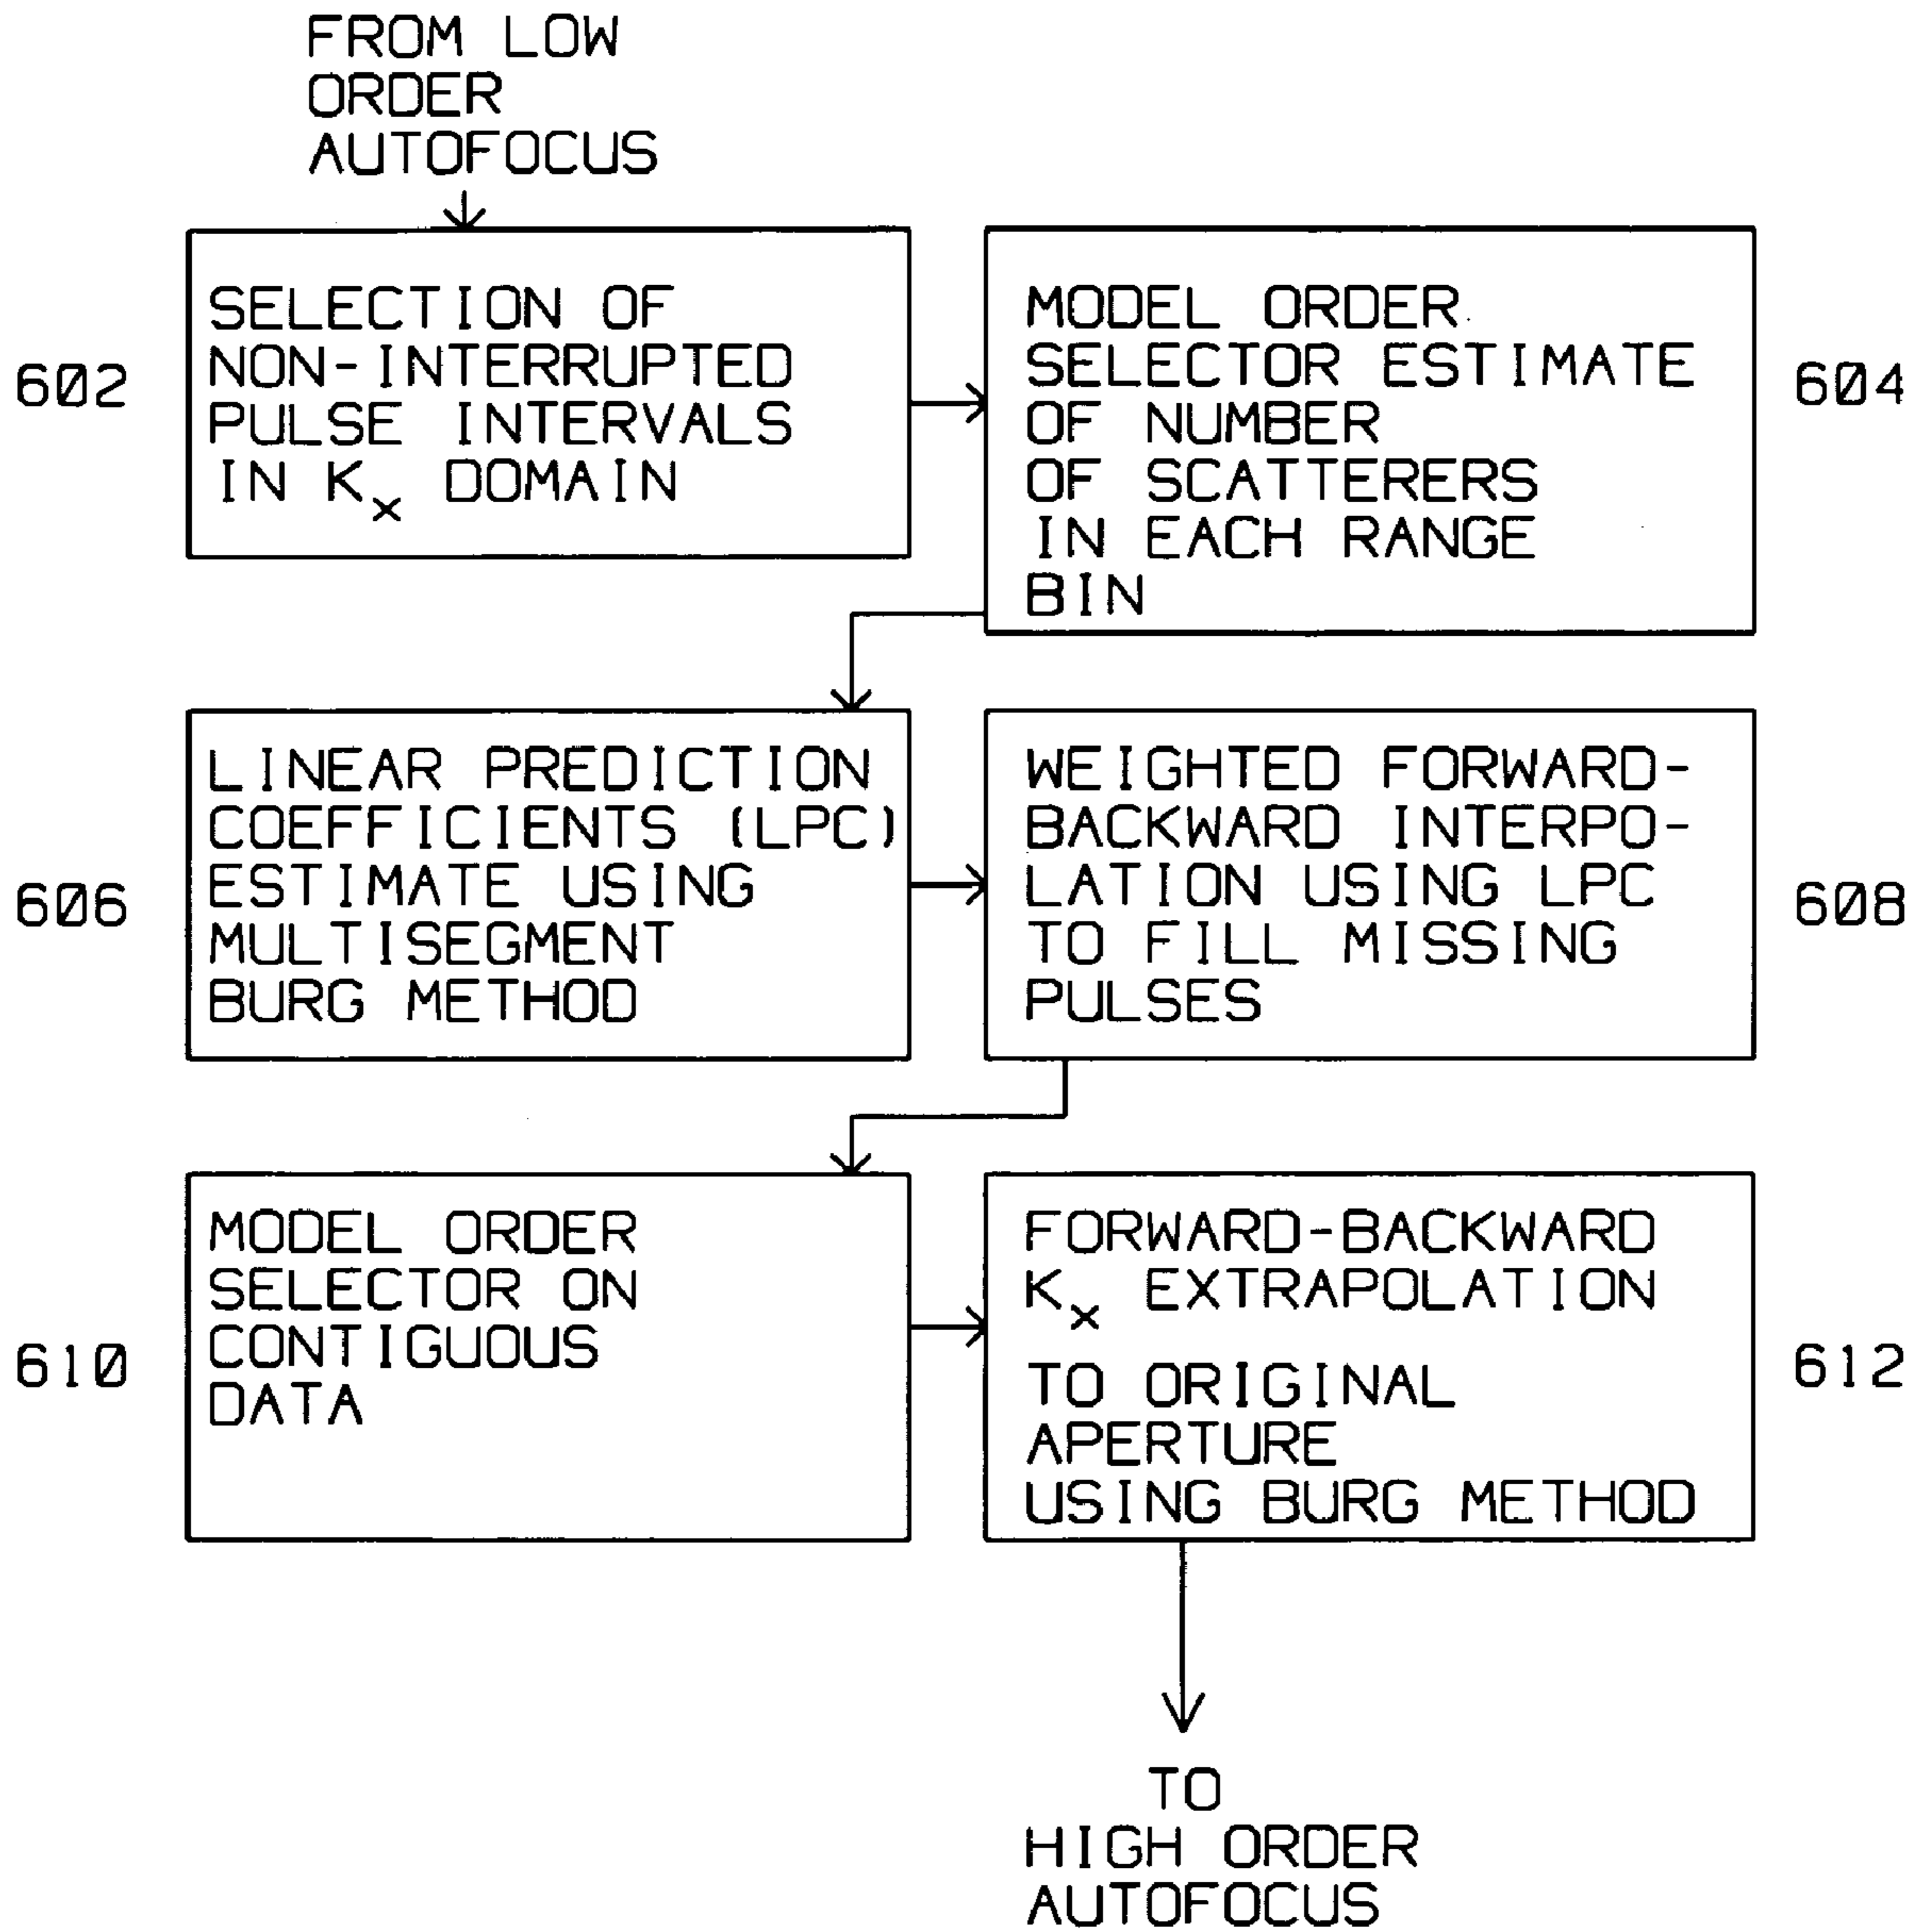 FROM LOW
ORDER
AUTOFOCUS
602
SELECTION OF
NON-INTERRUPTED
PULSE INTERVALS
IN Kx DOMAIN
MODEL ORDER
SELECTOR ESTIMATE
OF NUMBER
OF SCATTERERS
IN EACH RANGE
BIN
604
606
LINEAR PREDICTION
COEFFICIENTS (LPC)
ESTIMATE USING
MULTISEGMENT
BURG METHOD
WEIGHTED FORWARD-
BACKWARD INTERPO-
LATION USING LPC
TO FILL MISSING
PULSES
608
610
MODEL ORDER
SELECTOR ON
CONTIGUOUS
DATA
FORWARD-BACKWARD
Kx EXTRAPOLATION
TO ORIGINAL
APERTURE
USING BURG METHOD
612
TO
HIGH ORDER
AUTOFOCUS